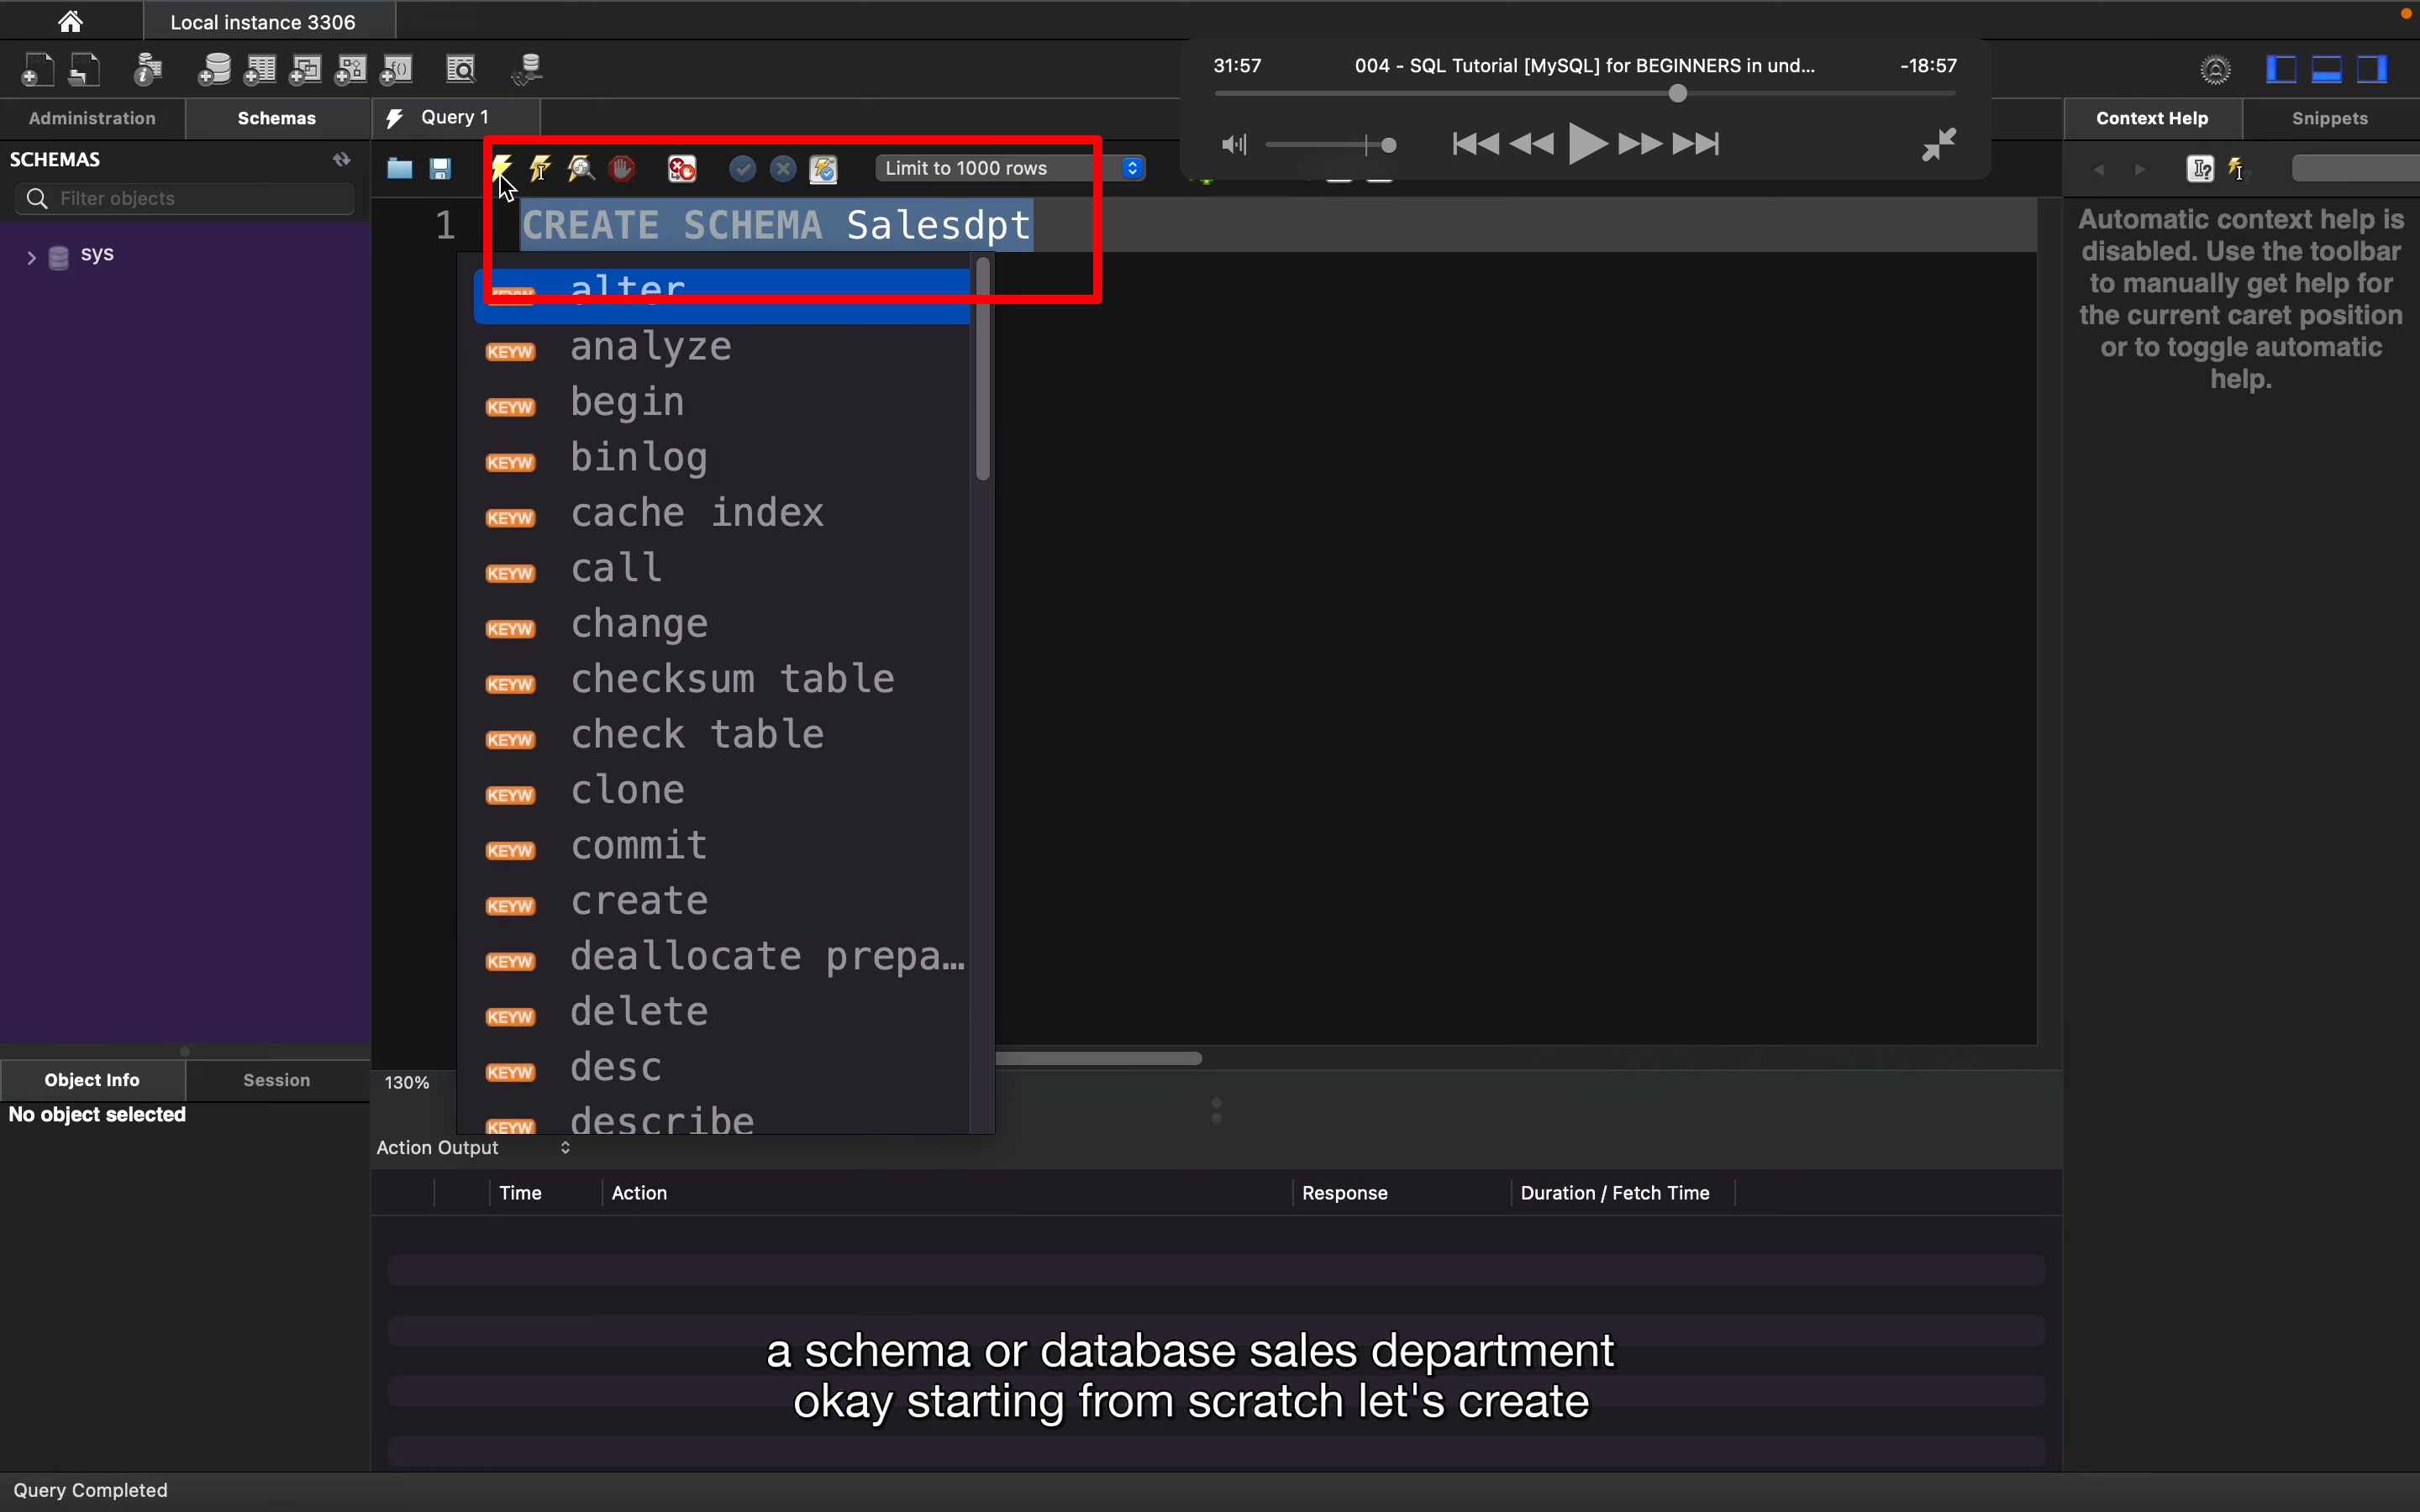 Local instance 3306
31:57
004 - SQL Tutorial [MySQL] for BEGINNERS in und...
-18:57
Administration
Schemas
Query 1
Context Help
Snippets
SCHEMAS
Limit to 1000 rows
Filter objects
1
CREATE SCHEMA Salesdpt
sys
Automatic context help is
disabled. Use the toolbar
to manually get help for
the current caret position
or to toggle automatic
help.
KEYW alter
KEYW analyze
KEYW begin
KEYW binlog
KEYW cache index
KEYW call
KEYW change
KEYW checksum table
KEYW check table
KEYW clone
KEYW commit
KEYW create
KEYW deallocate prepa...
KEYW delete
KEYW desc
KEYW describe
Object Info
Session
130%
No object selected
Action Output
Time
Action
Response
Duration / Fetch Time
a schema or database sales department
okay starting from scratch let's create
Query Completed